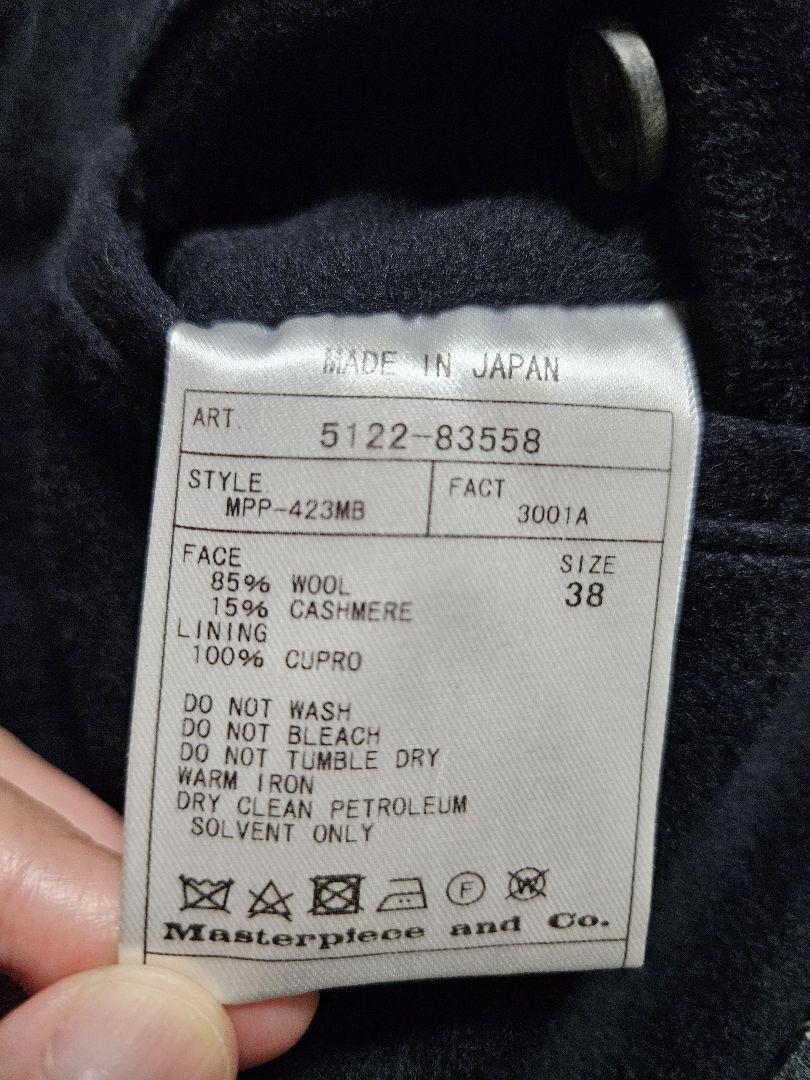 MADE IN JAPAN
ART. 5122-83558
STYLE. FACT
MPP-423MB 3001A
FACE SIZE
85% WOOL 38
15% CASHMERE
LINING
100% CUPRO
DO NOT WASH
DO NOT BLEACH
DO NOT TUMBLE DRY
WARM IRON
DRY CLEAN PETROLEUM
SOLVENT ONLY
F W
Masterpiece and Co.